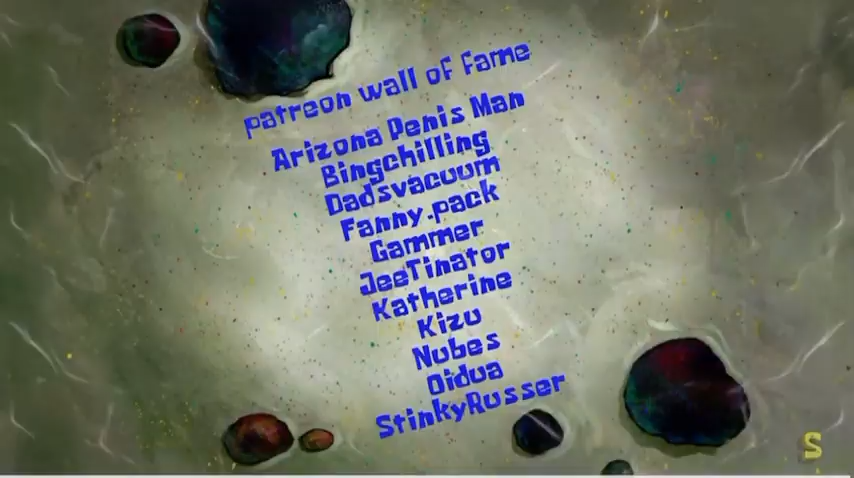 patreon wall of Fame
Arizona Penis Man
Bingchilling
Dadsvacuum
Fanny.pack
Gammer
JeeTinator
Katherine
Kizu
Nubes
Oidua
StinkyRusser
S